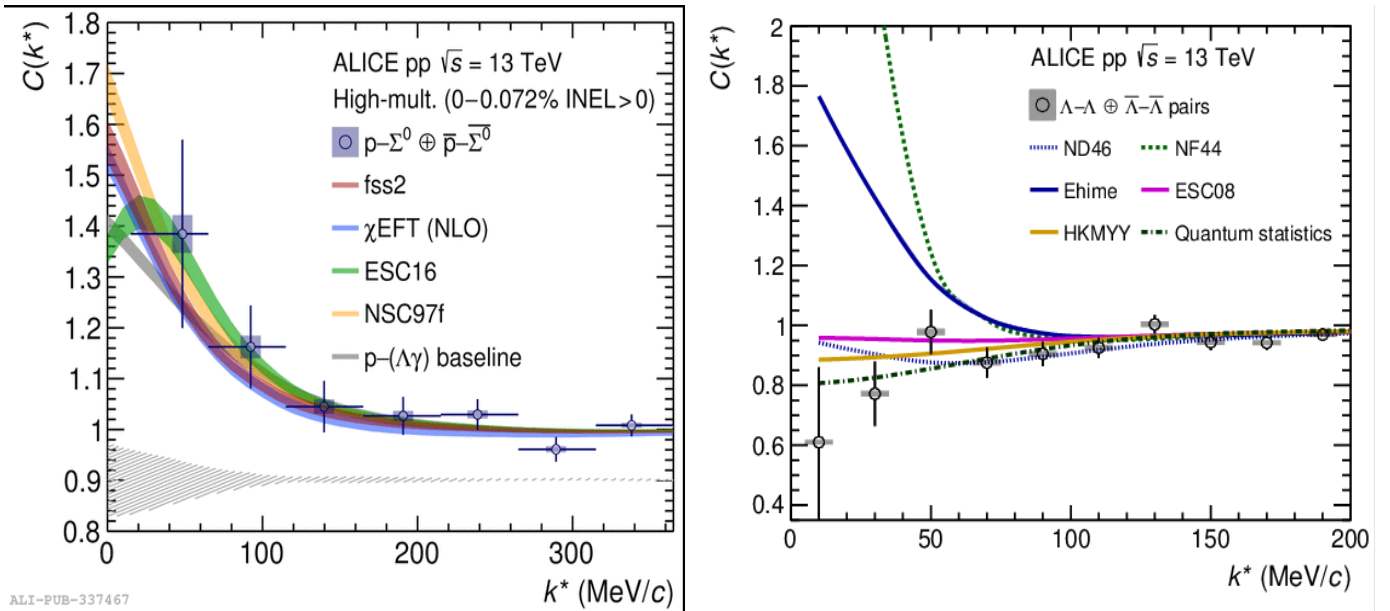 C(k*)
1.8
1.7
1.6
1.5
1.4
1.3
1.2
1.1
1
0.9
0.8
ALICE pp √s = 13 TeV
High-mult. (0−0.072% INEL>0)
p−Σ⁰ ⊕ p̅−Σ̅⁰
fss2
χEFT (NLO)
ESC16
NSC97f
p−(Λγ) baseline
0 100 200 300
k* (MeV/c)
ALI-PUB-337467
C(k*)
2
1.8
1.6
1.4
1.2
1
0.8
0.6
0.4
ALICE pp √s = 13 TeV
Λ−Λ ⊕ Λ̅−Λ̅ pairs
ND46 NF44
Ehime ESC08
HKMYY Quantum statistics
0 50 100 150 200
k* (MeV/c)